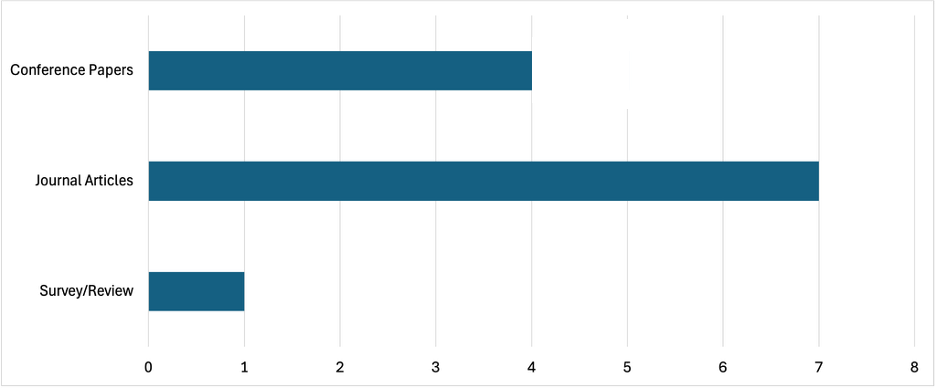 Conference Papers
Journal Articles
Survey/Review
0 1 2 3 4 5 6 7 8